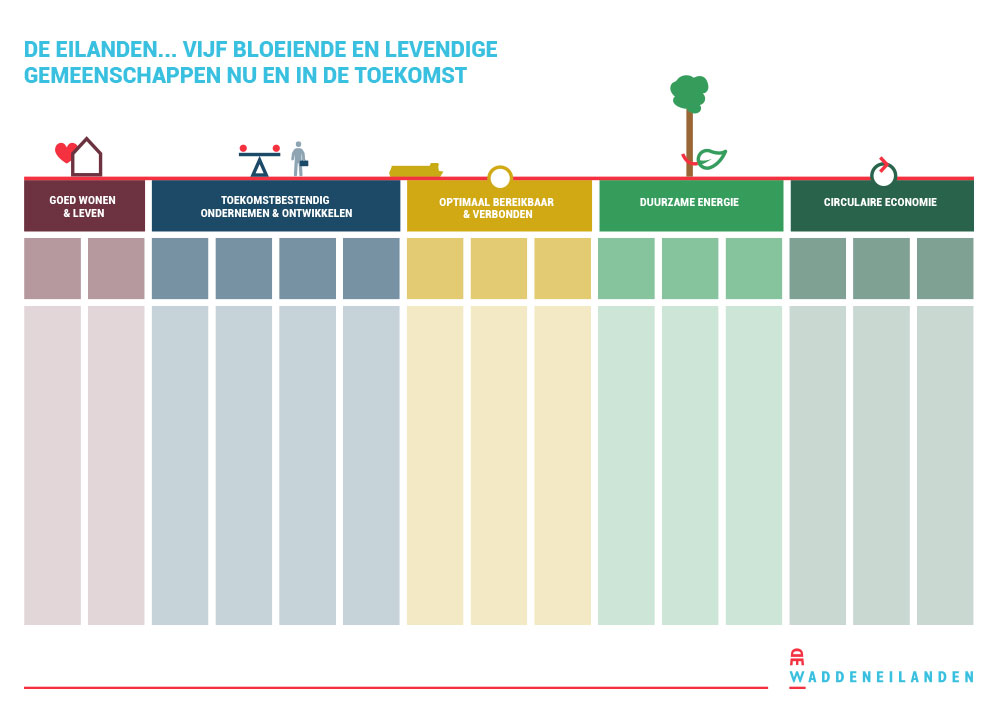 DE EILANDEN... VIJF BLOEIENDE EN LEVENDIGE
GEMEENSCHAPPEN NU EN IN DE TOEKOMST
GOED WONEN
& LEVEN
TOEKOMSTBESTENDIG
ONDERNEMEN & ONTWIKKELEN
OPTIMAAL BEREIKBAAR
& VERBONDEN
DUURZAME ENERGIE
CIRCULAIRE ECONOMIE
DE
WADDENEILANDEN